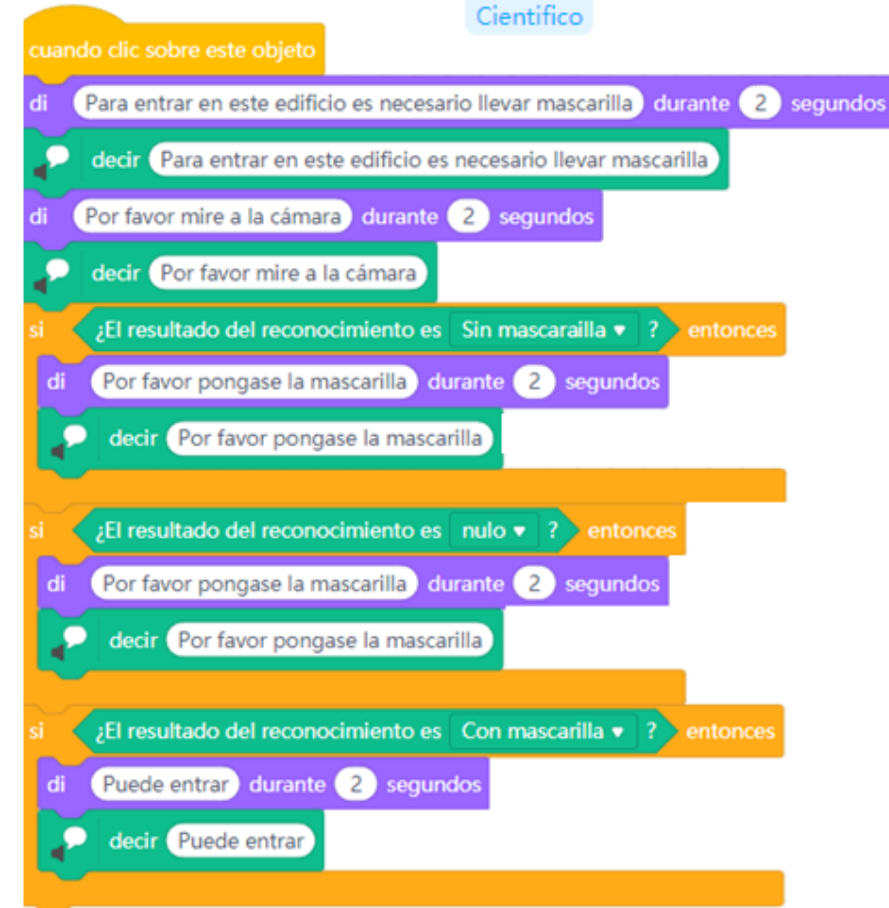 Cientifico
cuando clic sobre este objeto
di Para entrar en este edificio es necesario llevar mascarilla durante 2 segundos
decir Para entrar en este edificio es necesario llevar mascarilla
di Por favor mire a la cámara durante 2 segundos
decir Por favor mire a la cámara
si ¿El resultado del reconocimiento es Sin mascarailla ? entonces
di Por favor pongase la mascarilla durante 2 segundos
decir Por favor pongase la mascarilla
si ¿El resultado del reconocimiento es nulo ? entonces
di Por favor pongase la mascarilla durante 2 segundos
decir Por favor pongase la mascarilla
si ¿El resultado del reconocimiento es Con mascarilla ? entonces
di Puede entrar durante 2 segundos
decir Puede entrar